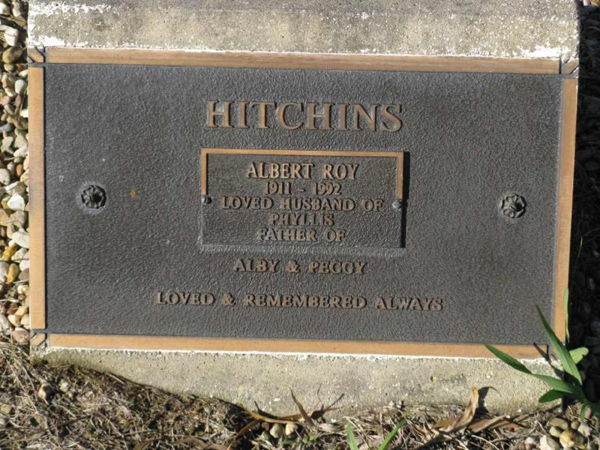 HITCHINS
ALBERT ROY
1911 - 1992
LOVED HUSBAND OF
PHYLLIS
FATHER OF
ALBY & PEGGY
LOVED & REMEMBERED ALWAYS